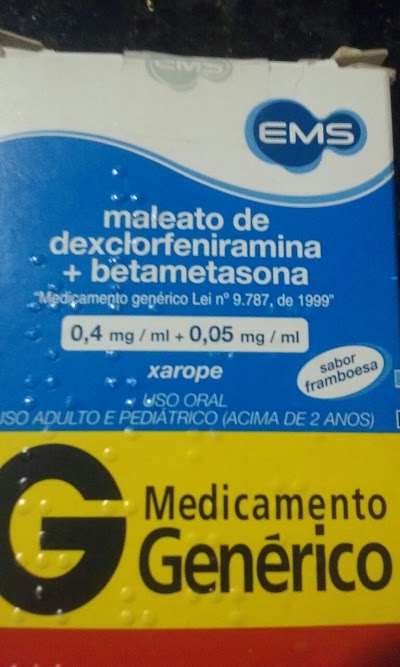 EMS
EMS
maleato de
dexclorfeniramina
+ betametasona
"Medicamento genérico Lei nº 9.787, de 1999"
0,4 mg / ml + 0,05 mg / ml
xarope
sabor
framboesa
USO ORAL
USO ADULTO E PEDIÁTRICO (ACIMA DE 2 ANOS)
G
Medicamento
Genérico